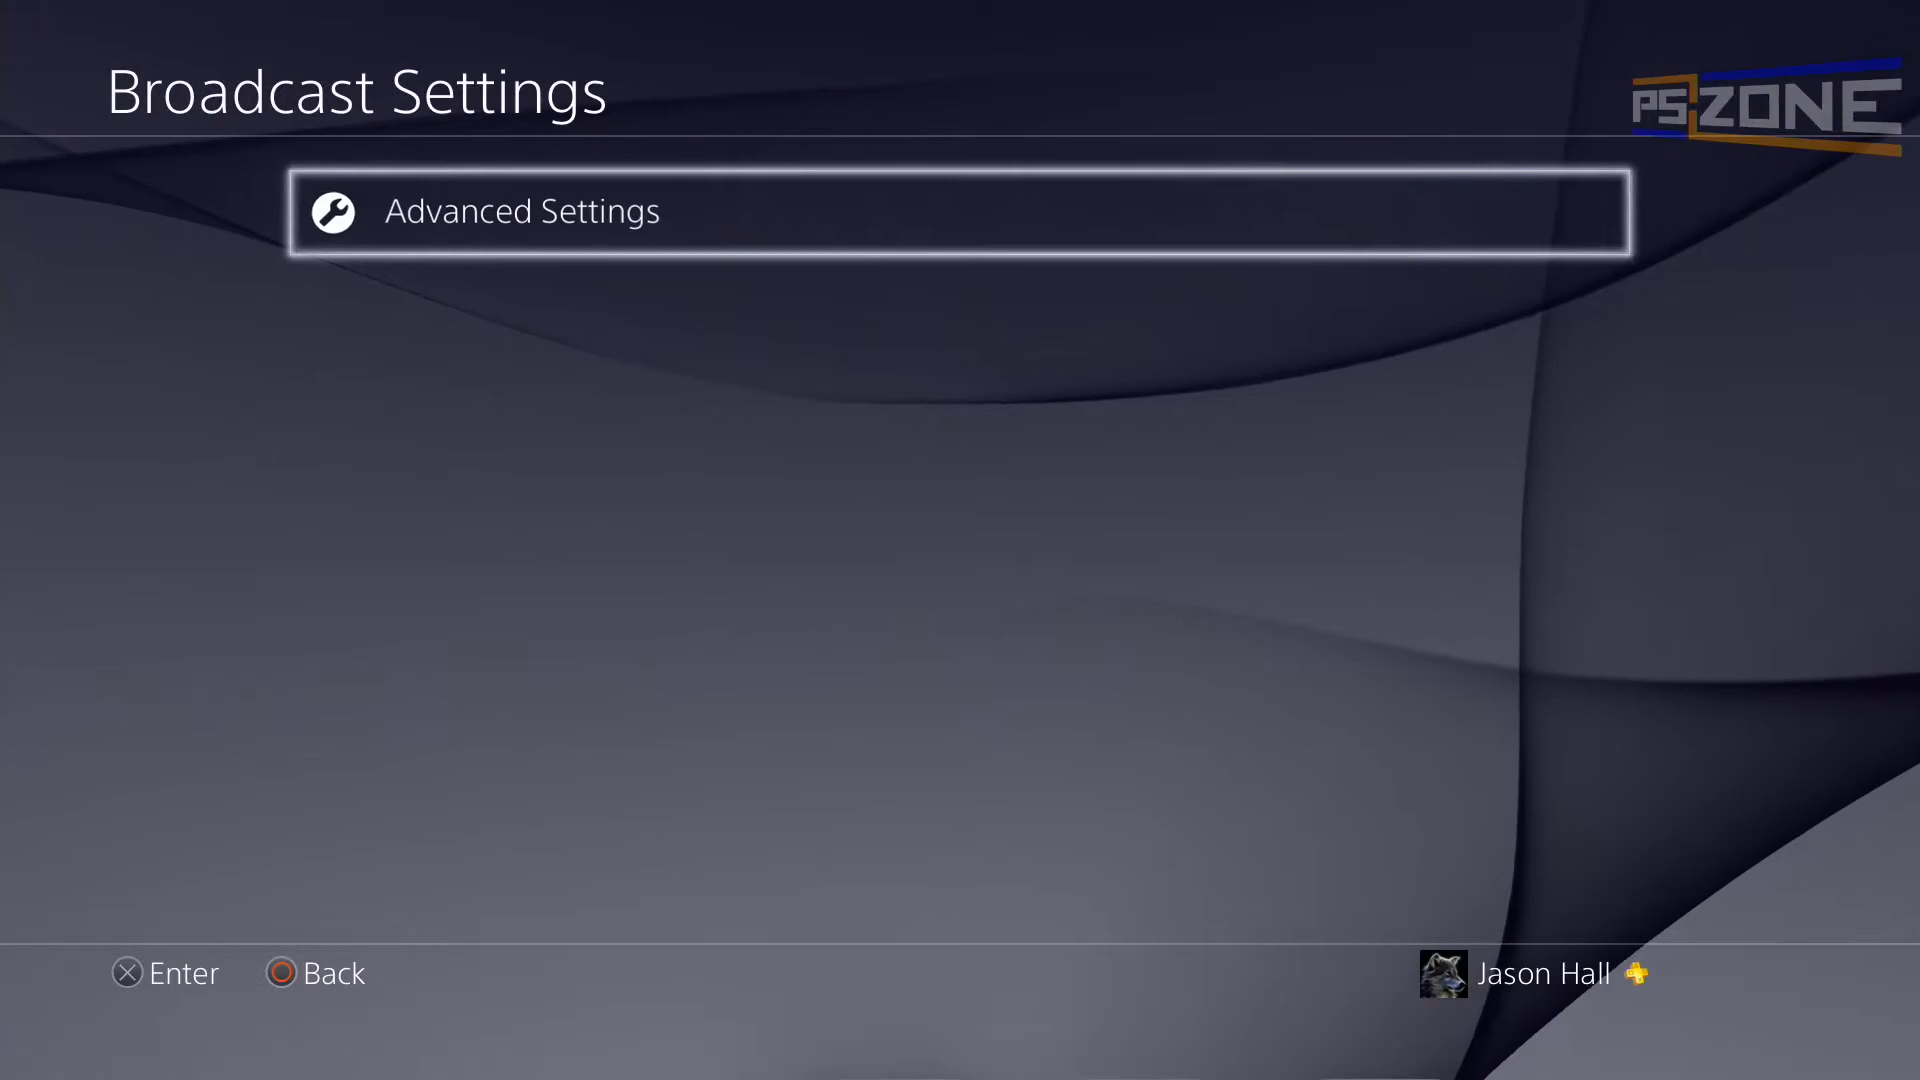 Broadcast Settings
PS ZONE
Advanced Settings
Enter
Back
Jason Hall